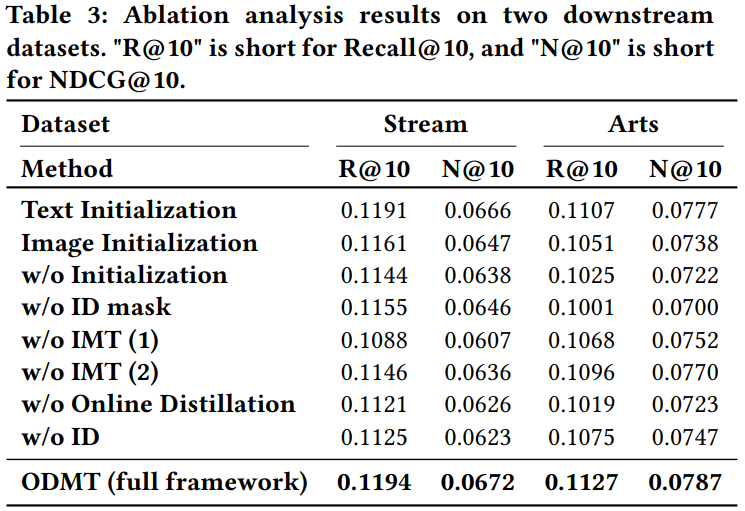 Table 3: Ablation analysis results on two downstream
datasets. "R@10" is short for Recall@10, and "N@10" is short
for NDCG@10.
Dataset Stream Arts
Method R@10 N@10 R@10 N@10
Text Initialization 0.1191 0.0666 0.1107 0.0777
Image Initialization 0.1161 0.0647 0.1051 0.0738
w/o Initialization 0.1144 0.0638 0.1025 0.0722
w/o ID mask 0.1155 0.0646 0.1001 0.0700
w/o IMT (1) 0.1088 0.0607 0.1068 0.0752
w/o IMT (2) 0.1146 0.0636 0.1096 0.0770
w/o Online Distillation 0.1121 0.0626 0.1019 0.0723
w/o ID 0.1125 0.0623 0.1075 0.0747
ODMT (full framework) 0.1194 0.0672 0.1127 0.0787